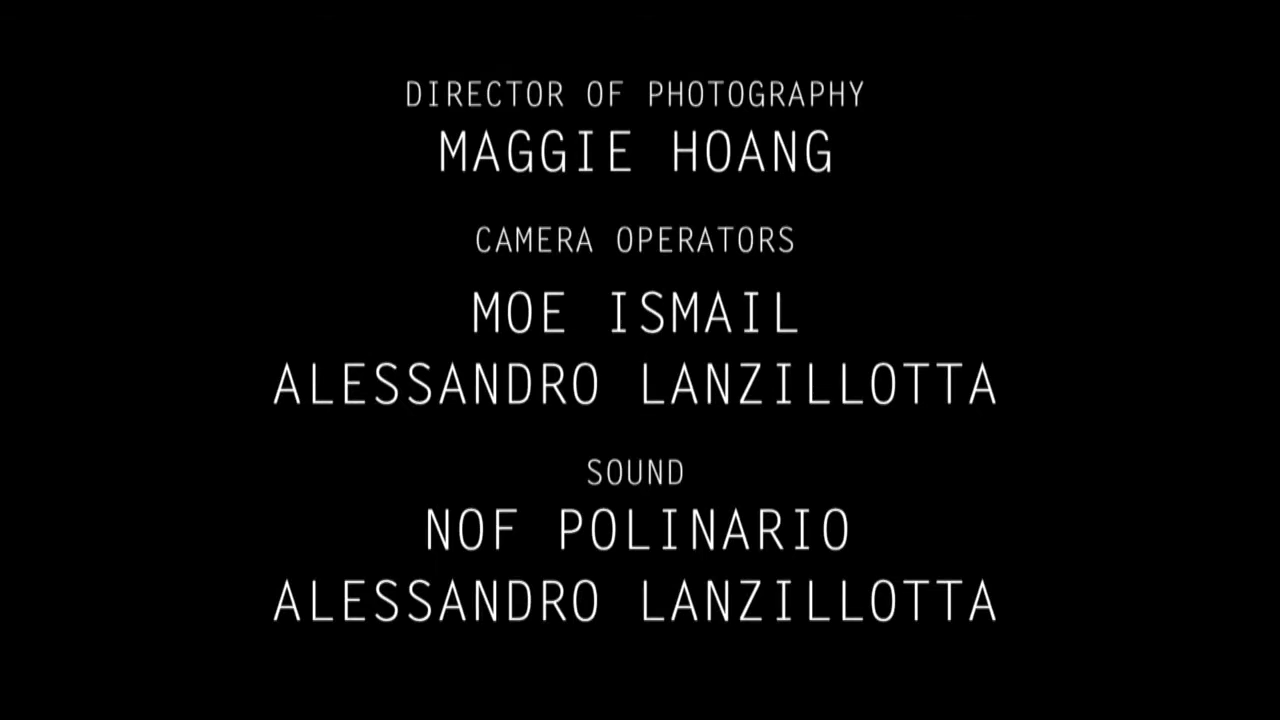 DIRECTOR OF PHOTOGRAPHY
MAGGIE HOANG
CAMERA OPERATORS
MOE ISMAIL
ALESSANDRO LANZILLOTTA
SOUND
NOF POLINARIO
ALESSANDRO LANZILLOTTA